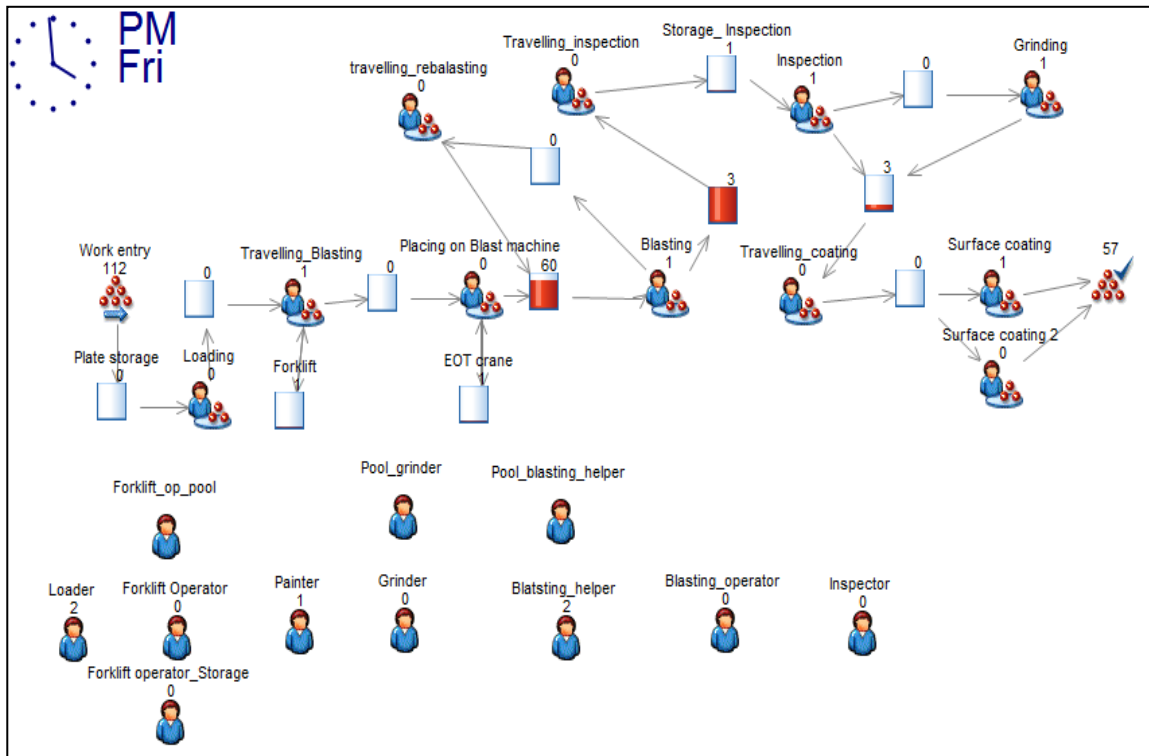 PM
Fri
Travelling_inspection
0
Storage_ Inspection
1
Inspection
1
0
Grinding
1
travelling_rebalasting
0
0
3
3
Work entry
112
0
Travelling_Blasting
1
0
Placing on Blast machine
0
60
Blasting
1
Travelling_coating
0
0
Surface coating
1
57
Plate storage
0
Loading
0
Forklift
1
EOT crane
1
Surface coating 2
0
Forklift_op_pool
Pool_grinder
Pool_blasting_helper
Loader
2
Forklift Operator
0
Painter
1
Grinder
0
Blatsting_helper
2
Blasting_operator
0
Inspector
0
Forklift operator_Storage
0